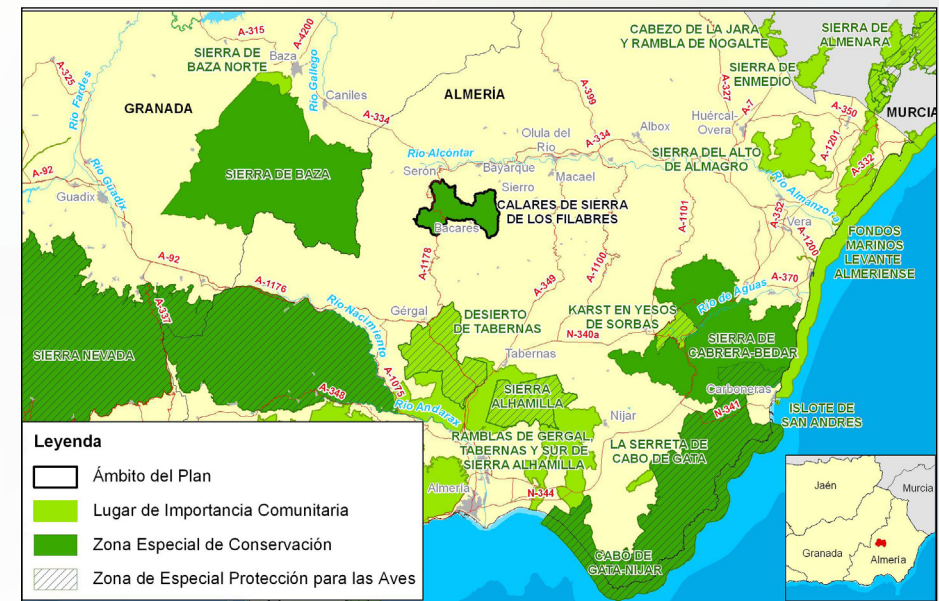 CABEZO DE LA JARA
Y RAMBLA DE NOGALTE
SIERRA DE
ALMENARA
A-315
A-4200
SIERRA DE
BAZA NORTE
Baza
Río Gallego
A-325
Río Fardes
SIERRA DE
ENMEDIO
GRANADA
Caniles
ALMERÍA
A-399
A-327
A-7
A-350
MURCIA
A-334
Huércal-
Overa
Olula del
Río
A-334
Albox
A-1201
Río Alcóntar
A-332
A-92
Río Güadix
Guadix
SIERRA DE BAZA
Serón
Bayarque
Macael
Sierro
SIERRA DEL ALTO
DE ALMAGRO
Río Almánzora
CALARES DE SIERRA
DE LOS FILABRES
Bacares
A-1101
A-352
Vera
A-1200
FONDOS
MARINOS
LEVANTE
ALMERIENSE
A-92
A-1178
A-349
A-1100
A-1176
A-370
Río de Aguas
Río Nacimiento
A-337
Gérgal
DESIERTO
DE TABERNAS
KARST EN YESOS
DE SORBAS
N-340a
SIERRA NEVADA
SIERRA DE
CABRERA-BEDAR
Tabernas
A-348
A-1075
SIERRA
ALHAMILLA
Carboneras
Río Andarax
Nijár
N-341
ISLOTE DE
SAN ANDRES
RAMBLAS DE GERGAL,
TABERNAS Y SUR DE
SIERRA ALHAMILLA
LA SERRETA DE
CABO DE GATA
Almería
N-344
CABO DE
GATA-NIJAR
Leyenda
Ámbito del Plan
Lugar de Importancia Comunitaria
Zona Especial de Conservación
Zona de Especial Protección para las Aves
Jaén
Murcia
Granada
Almería